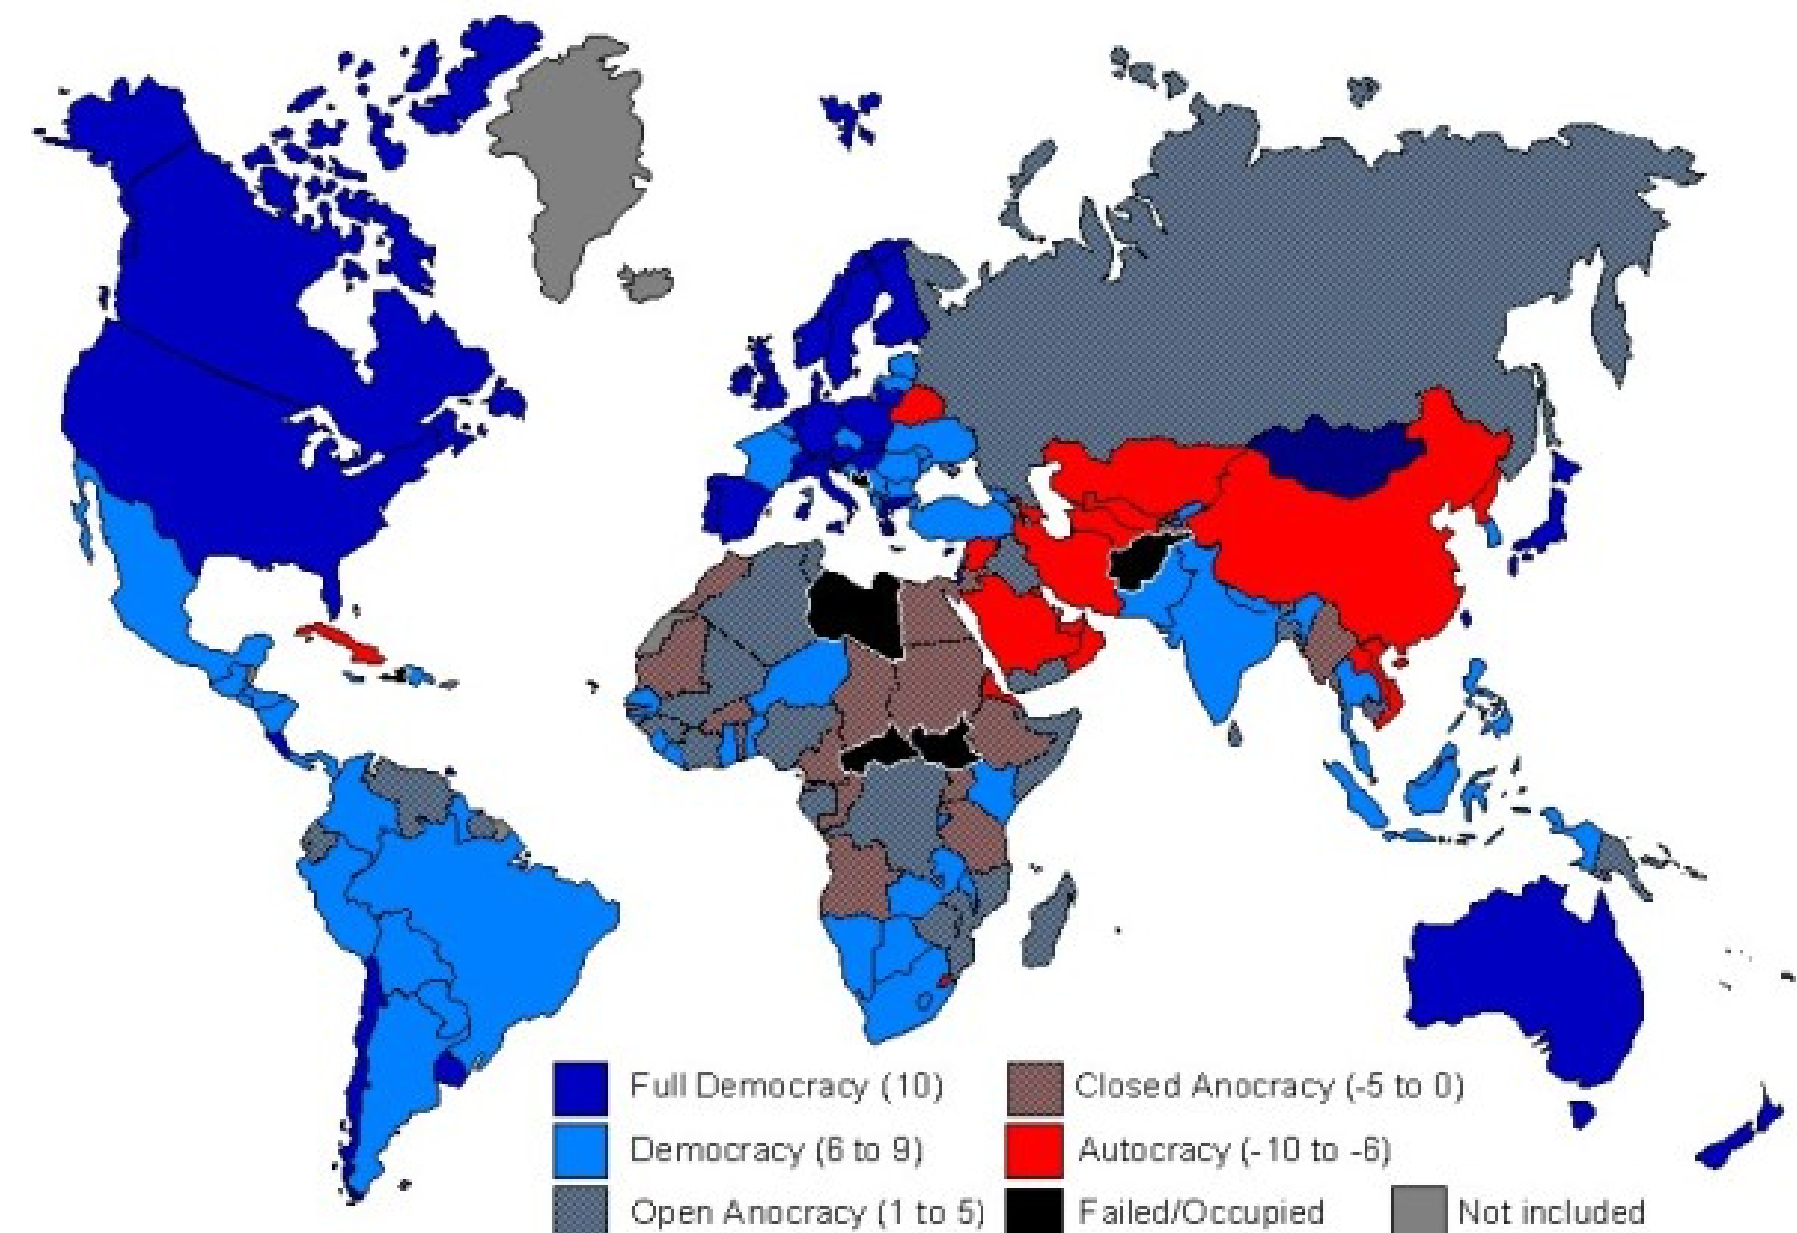 Full Democracy (10)
Democracy (6 to 9)
Open Anocracy (1 to 5)
Closed Anocracy (-5 to 0)
Autocracy (-10 to -6)
Failed/Occupied
Not included